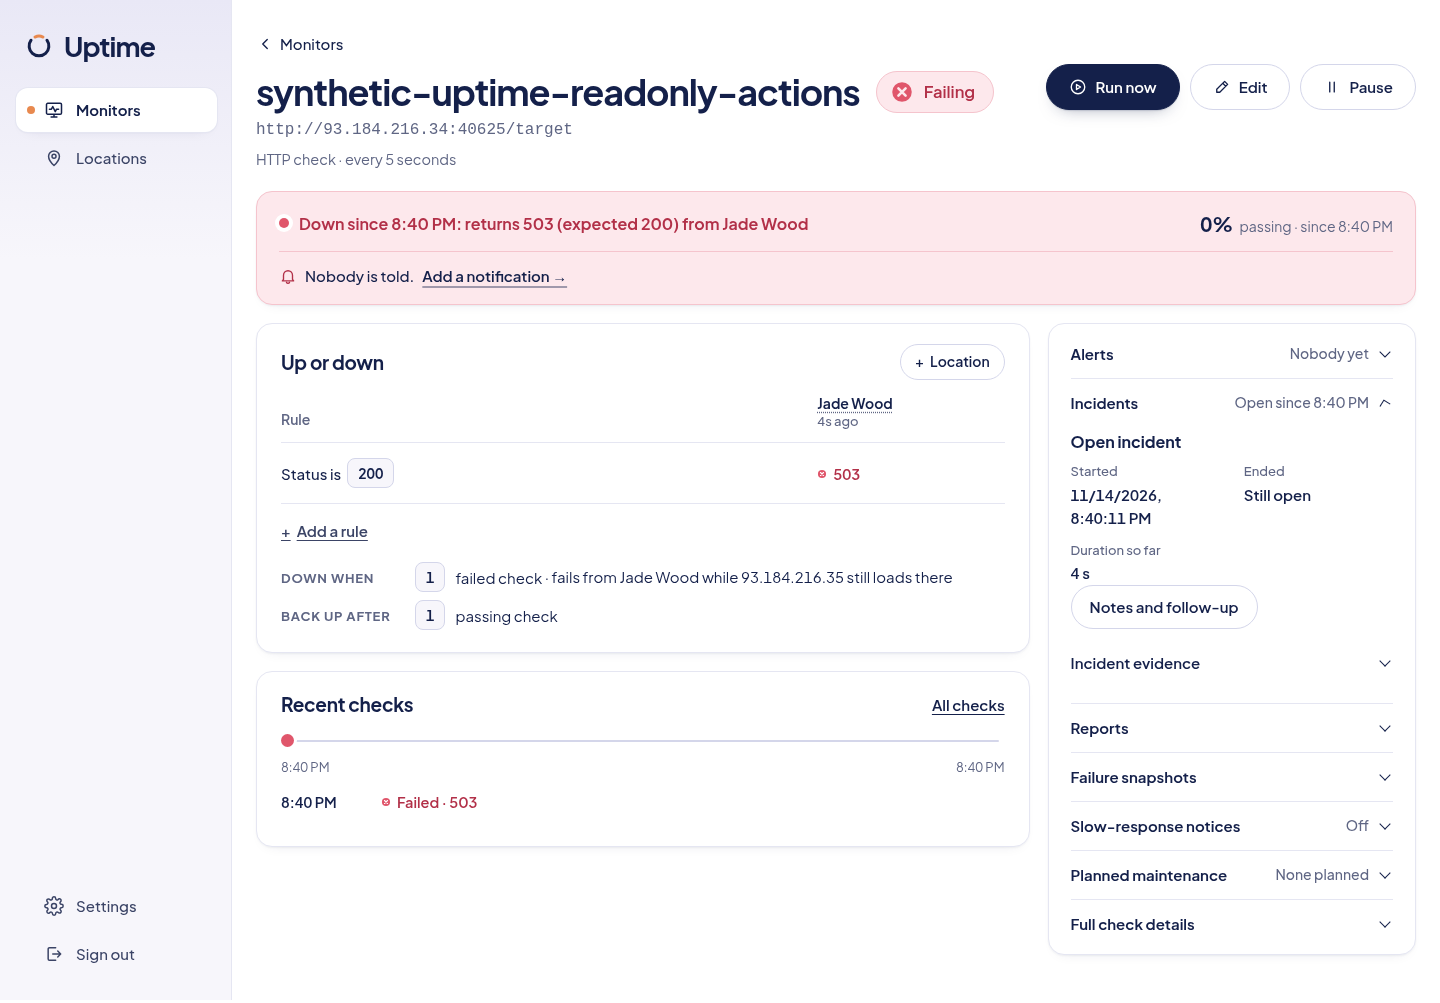 Uptime
Monitors
Locations
Settings
Sign out
Monitors
synthetic-uptime-readonly-actions
Failing
Run now
Edit
Pause
http://93.184.216.34:40625/target
HTTP check · every 5 seconds
Down since 8:40 PM: returns 503 (expected 200) from Jade Wood
0% passing · since 8:40 PM
Nobody is told. Add a notification →
Up or down
+ Location
Rule
Jade Wood
4s ago
Status is 200
503
+ Add a rule
DOWN WHEN 1 failed check · fails from Jade Wood while 93.184.216.35 still loads there
BACK UP AFTER 1 passing check
Recent checks
All checks
8:40 PM
8:40 PM
8:40 PM Failed · 503
Alerts Nobody yet
Incidents Open since 8:40 PM
Open incident
Started
Ended
11/14/2026,
8:40:11 PM
Still open
Duration so far
4 s
Notes and follow-up
Incident evidence
Reports
Failure snapshots
Slow-response notices Off
Planned maintenance None planned
Full check details